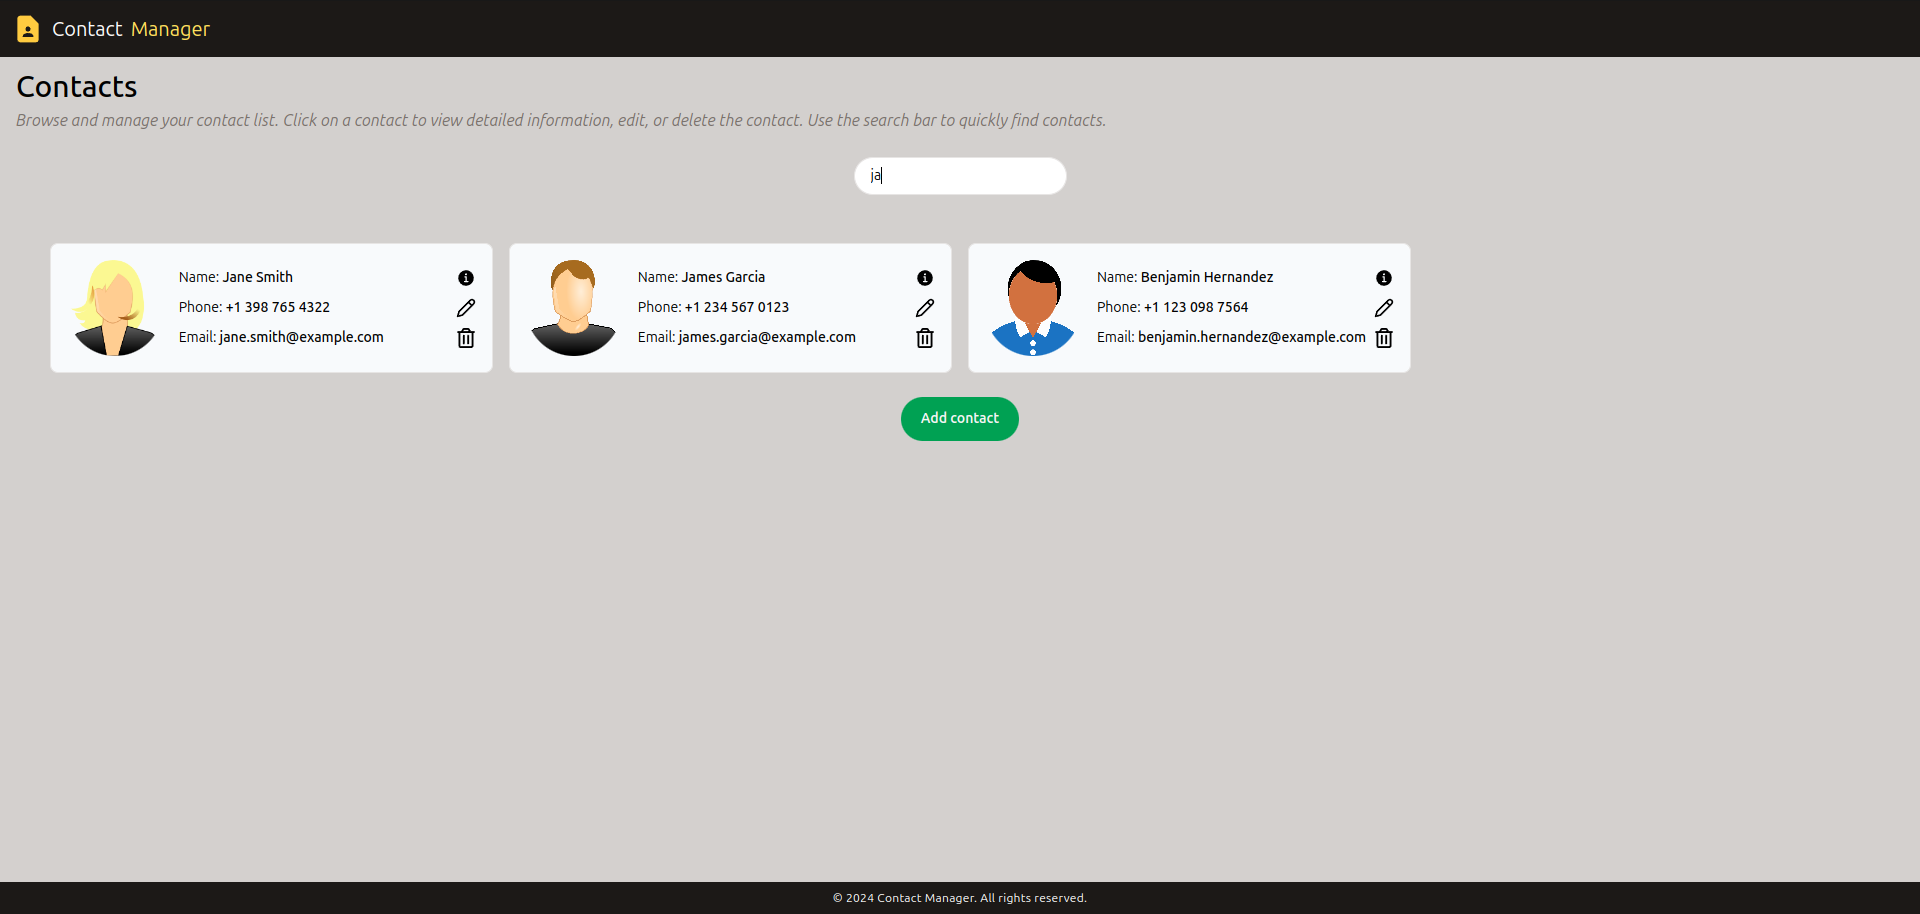 Contact Manager
Contacts
Browse and manage your contact list. Click on a contact to view detailed information, edit, or delete the contact. Use the search bar to quickly find contacts.
ja
Name: Jane Smith
Phone: +1 398 765 4322
Email: jane.smith@example.com
Name: James Garcia
Phone: +1 234 567 0123
Email: james.garcia@example.com
Name: Benjamin Hernandez
Phone: +1 123 098 7564
Email: benjamin.hernandez@example.com
Add contact
© 2024 Contact Manager. All rights reserved.